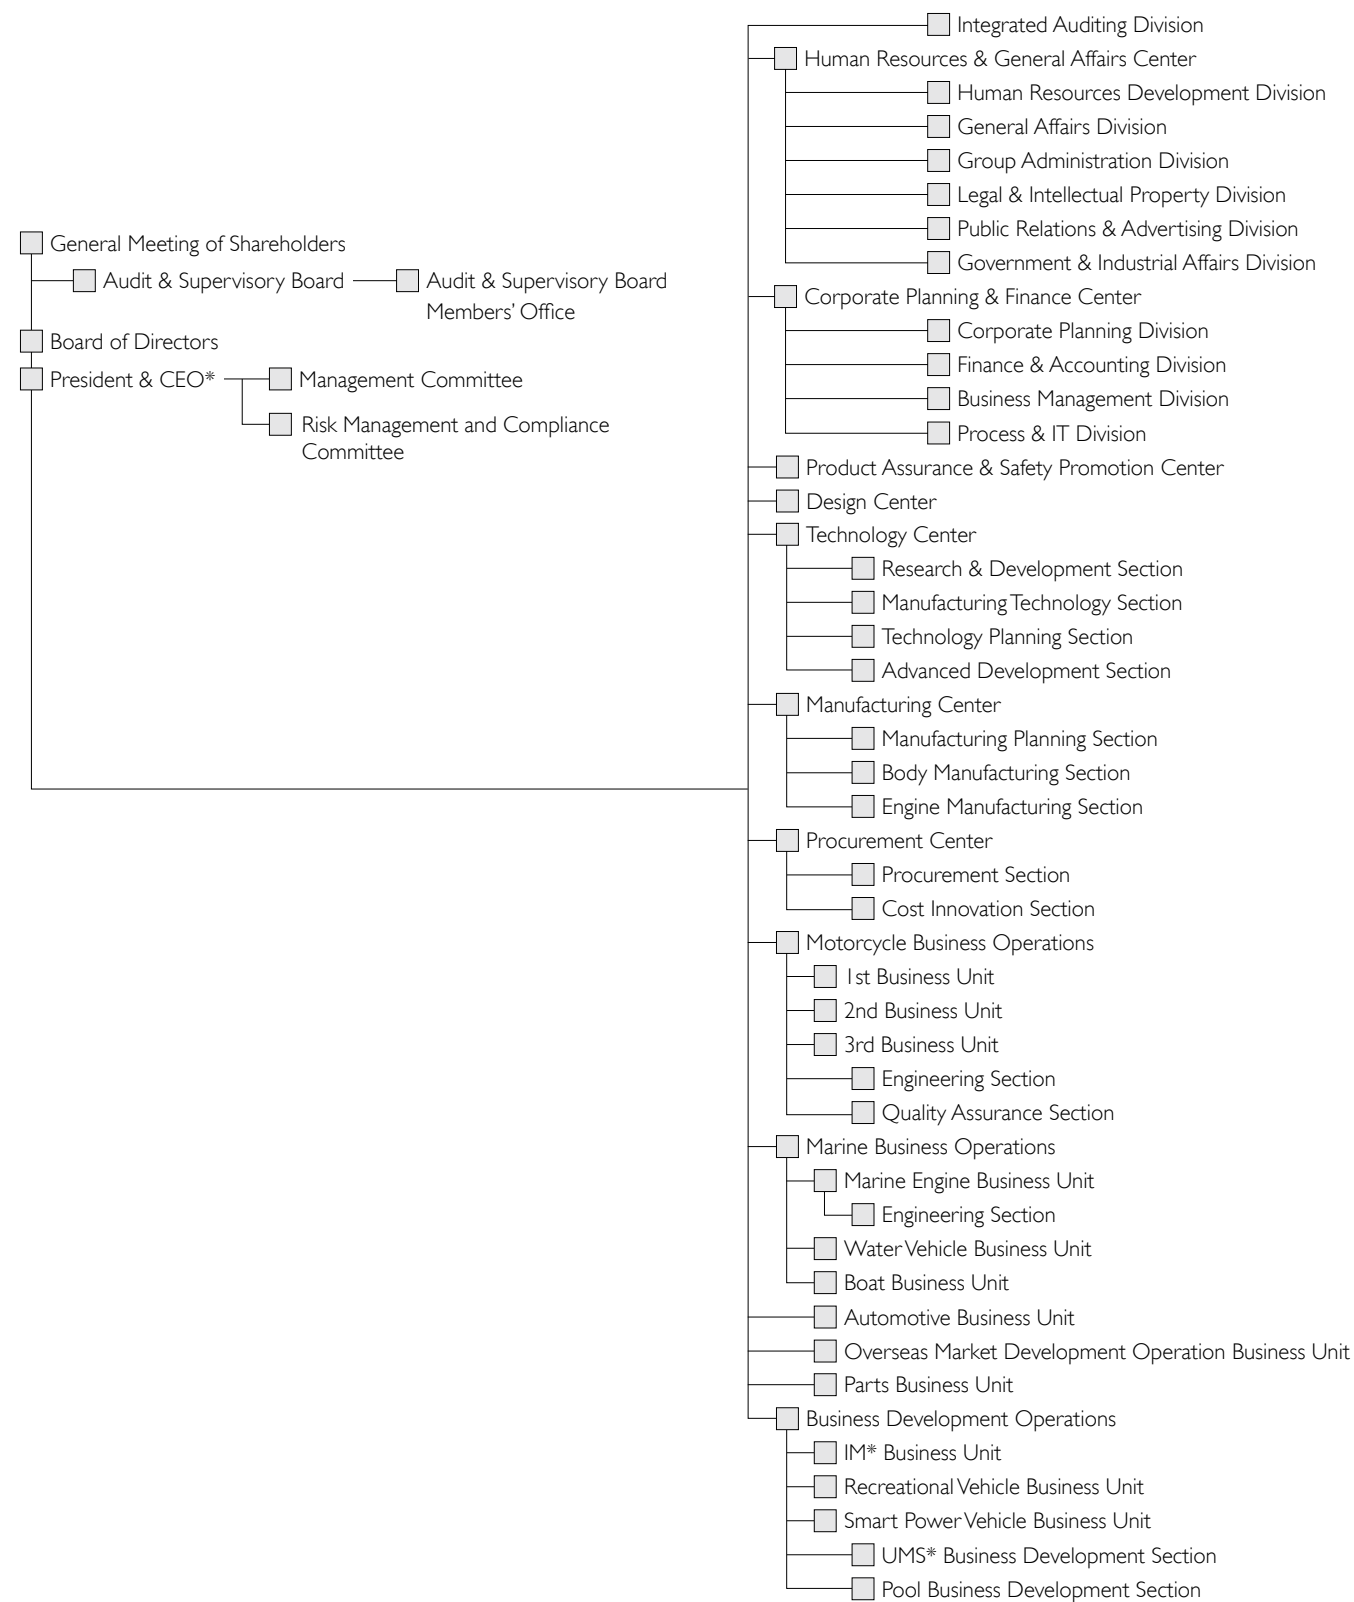 General Meeting of Shareholders
Audit & Supervisory Board
Audit & Supervisory Board
Members’ Office
Board of Directors
President & CEO*
Management Committee
Risk Management and Compliance
Committee
Integrated Auditing Division
Human Resources & General Affairs Center
Human Resources Development Division
General Affairs Division
Group Administration Division
Legal & Intellectual Property Division
Public Relations & Advertising Division
Government & Industrial Affairs Division
Corporate Planning & Finance Center
Corporate Planning Division
Finance & Accounting Division
Business Management Division
Process & IT Division
Product Assurance & Safety Promotion Center
Design Center
Technology Center
Research & Development Section
Manufacturing Technology Section
Technology Planning Section
Advanced Development Section
Manufacturing Center
Manufacturing Planning Section
Body Manufacturing Section
Engine Manufacturing Section
Procurement Center
Procurement Section
Cost Innovation Section
Motorcycle Business Operations
1st Business Unit
2nd Business Unit
3rd Business Unit
Engineering Section
Quality Assurance Section
Marine Business Operations
Marine Engine Business Unit
Engineering Section
Water Vehicle Business Unit
Boat Business Unit
Automotive Business Unit
Overseas Market Development Operation Business Unit
Parts Business Unit
Business Development Operations
IM* Business Unit
Recreational Vehicle Business Unit
Smart Power Vehicle Business Unit
UMS* Business Development Section
Pool Business Development Section